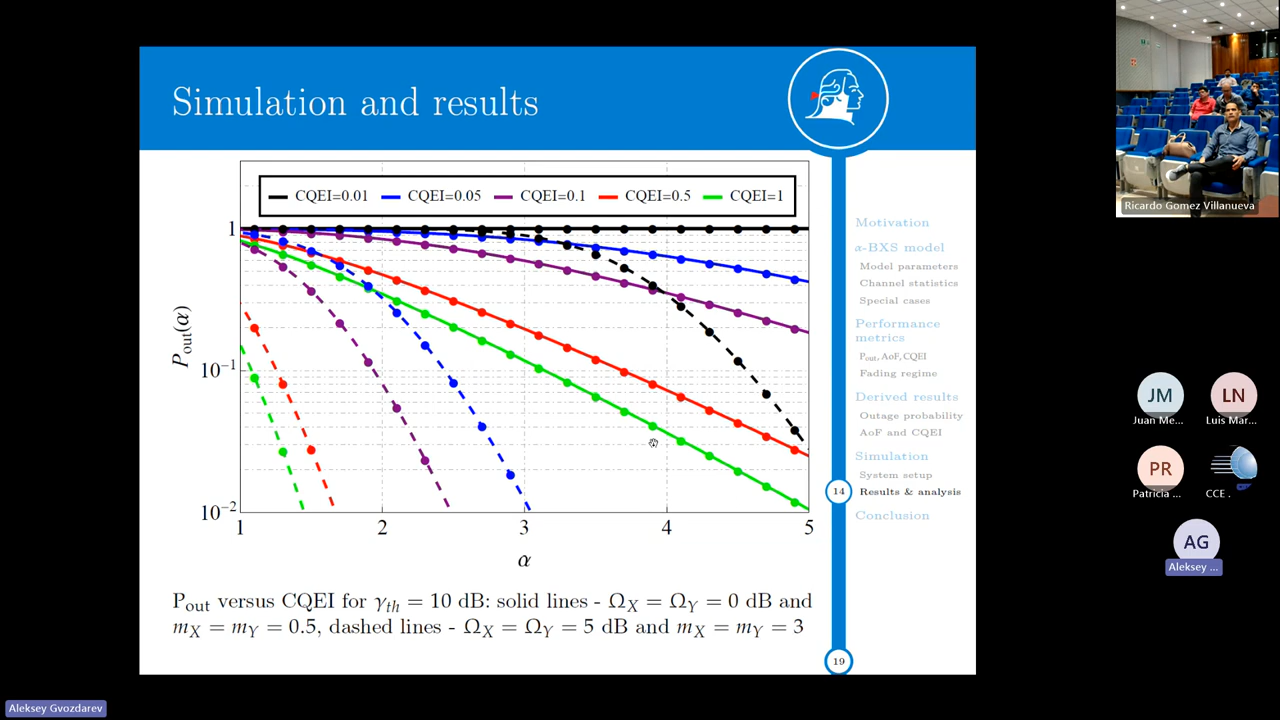 Simulation and results
CQEI=0.01 CQEI=0.05 CQEI=0.1 CQEI=0.5 CQEI=1
1
10⁻¹
10⁻²
P_out(α)
1 2 3 4 5
α
P_out versus CQEI for γ_th = 10 dB: solid lines - Ω_X = Ω_Y = 0 dB and
m_X = m_Y = 0.5, dashed lines - Ω_X = Ω_Y = 5 dB and m_X = m_Y = 3
Motivation
α-BXS model
Model parameters
Channel statistics
Special cases
Performance
metrics
P_out, AoF, CQEI
Fading regime
Derived results
Outage probability
AoF and CQEI
Simulation
System setup
14 Results & analysis
Conclusion
19
Ricardo Gomez Villanueva
JM
Juan Me...
LN
Luis Mar...
PR
Patricia ...
CCE .
AG
Aleksey ...
Aleksey Gvozdarev